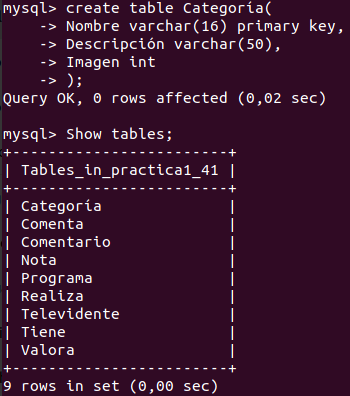 mysql> create table Categoría(
    -> Nombre varchar(16) primary key,
    -> Descripción varchar(50),
    -> Imagen int
    -> );
Query OK, 0 rows affected (0,02 sec)

mysql> Show tables;
+------------------------+
| Tables_in_practica1_41 |
+------------------------+
| Categoría              |
| Comenta                |
| Comentario             |
| Nota                   |
| Programa               |
| Realiza                |
| Televidente            |
| Tiene                  |
| Valora                 |
+------------------------+
9 rows in set (0,00 sec)